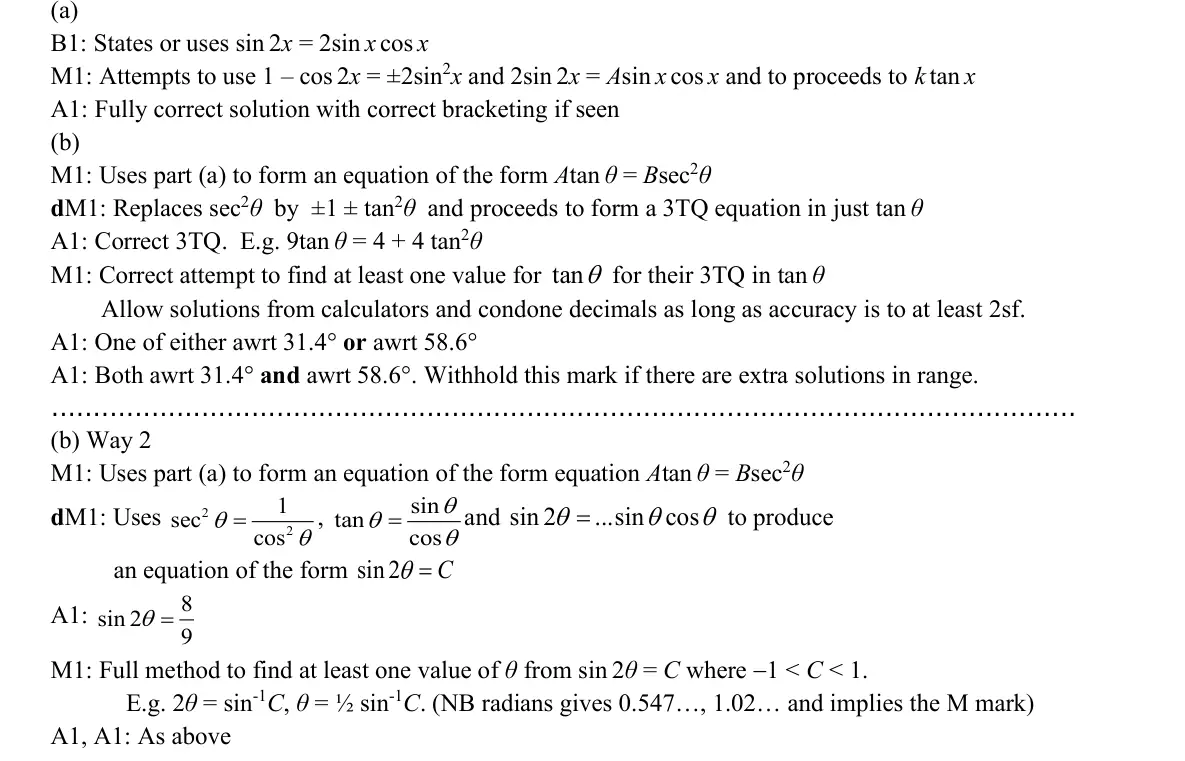 (a)
B1: States or uses sin 2x = 2sin x cos x
M1: Attempts to use 1 – cos 2x = ±2sin²x and 2sin 2x = Asin x cos x and to proceeds to k tan x
A1: Fully correct solution with correct bracketing if seen
(b)
M1: Uses part (a) to form an equation of the form Atan θ = Bsec²θ
dM1: Replaces sec²θ by ±1 ± tan²θ and proceeds to form a 3TQ equation in just tan θ
A1: Correct 3TQ. E.g. 9tan θ = 4 + 4 tan²θ
M1: Correct attempt to find at least one value for tan θ for their 3TQ in tan θ
Allow solutions from calculators and condone decimals as long as accuracy is to at least 2sf.
A1: One of either awrt 31.4° or awrt 58.6°
A1: Both awrt 31.4° and awrt 58.6°. Withhold this mark if there are extra solutions in range.
…………………………………………………………………………………………………………………
(b) Way 2
M1: Uses part (a) to form an equation of the form equation Atan θ = Bsec²θ
dM1: Uses sec² θ = 1/cos² θ, tan θ = sin θ/cos θ and sin 2θ = ...sin θ cos θ to produce
an equation of the form sin 2θ = C
A1: sin 2θ = 8/9
M1: Full method to find at least one value of θ from sin 2θ = C where –1 < C < 1.
E.g. 2θ = sin⁻¹C, θ = ½ sin⁻¹C. (NB radians gives 0.547…, 1.02… and implies the M mark)
A1, A1: As above